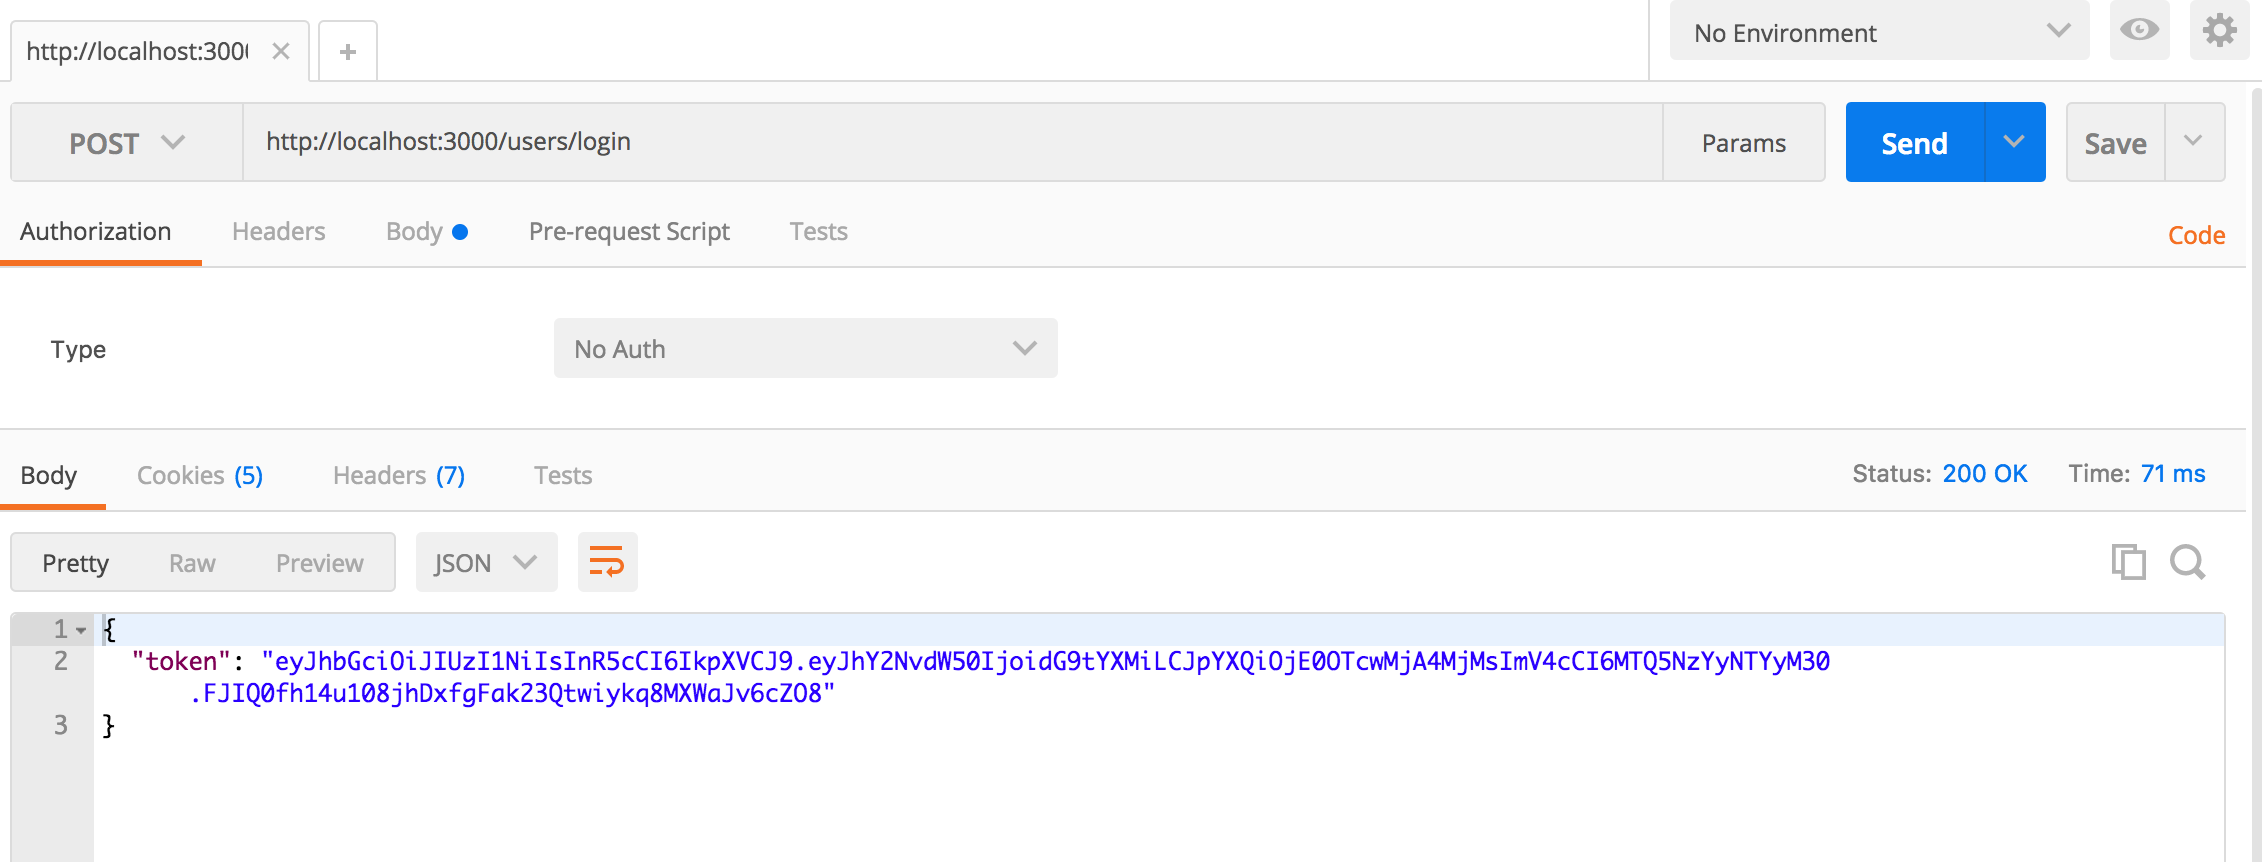 http://localhost:300
No Environment
POST
http://localhost:3000/users/login
Params
Send
Save
Authorization
Headers
Body
Pre-request Script
Tests
Code
Type
No Auth
Body
Cookies (5)
Headers (7)
Tests
Status: 200 OK
Time: 71 ms
Pretty
Raw
Preview
JSON
1 {
2 "token": "eyJhbGciOiJIUzI1NiIsInR5cCI6IkpXVCJ9.eyJhY2NvdW50IjoidG9tYXMiLCJpYXQiOjE0OTcwMjA4MjMsImV4cCI6MTQ5NzYyNTYyM30
.FJIQ0fh14u108jhDxfgFak23Qtwiykq8MXWaJv6cZO8"
3 }